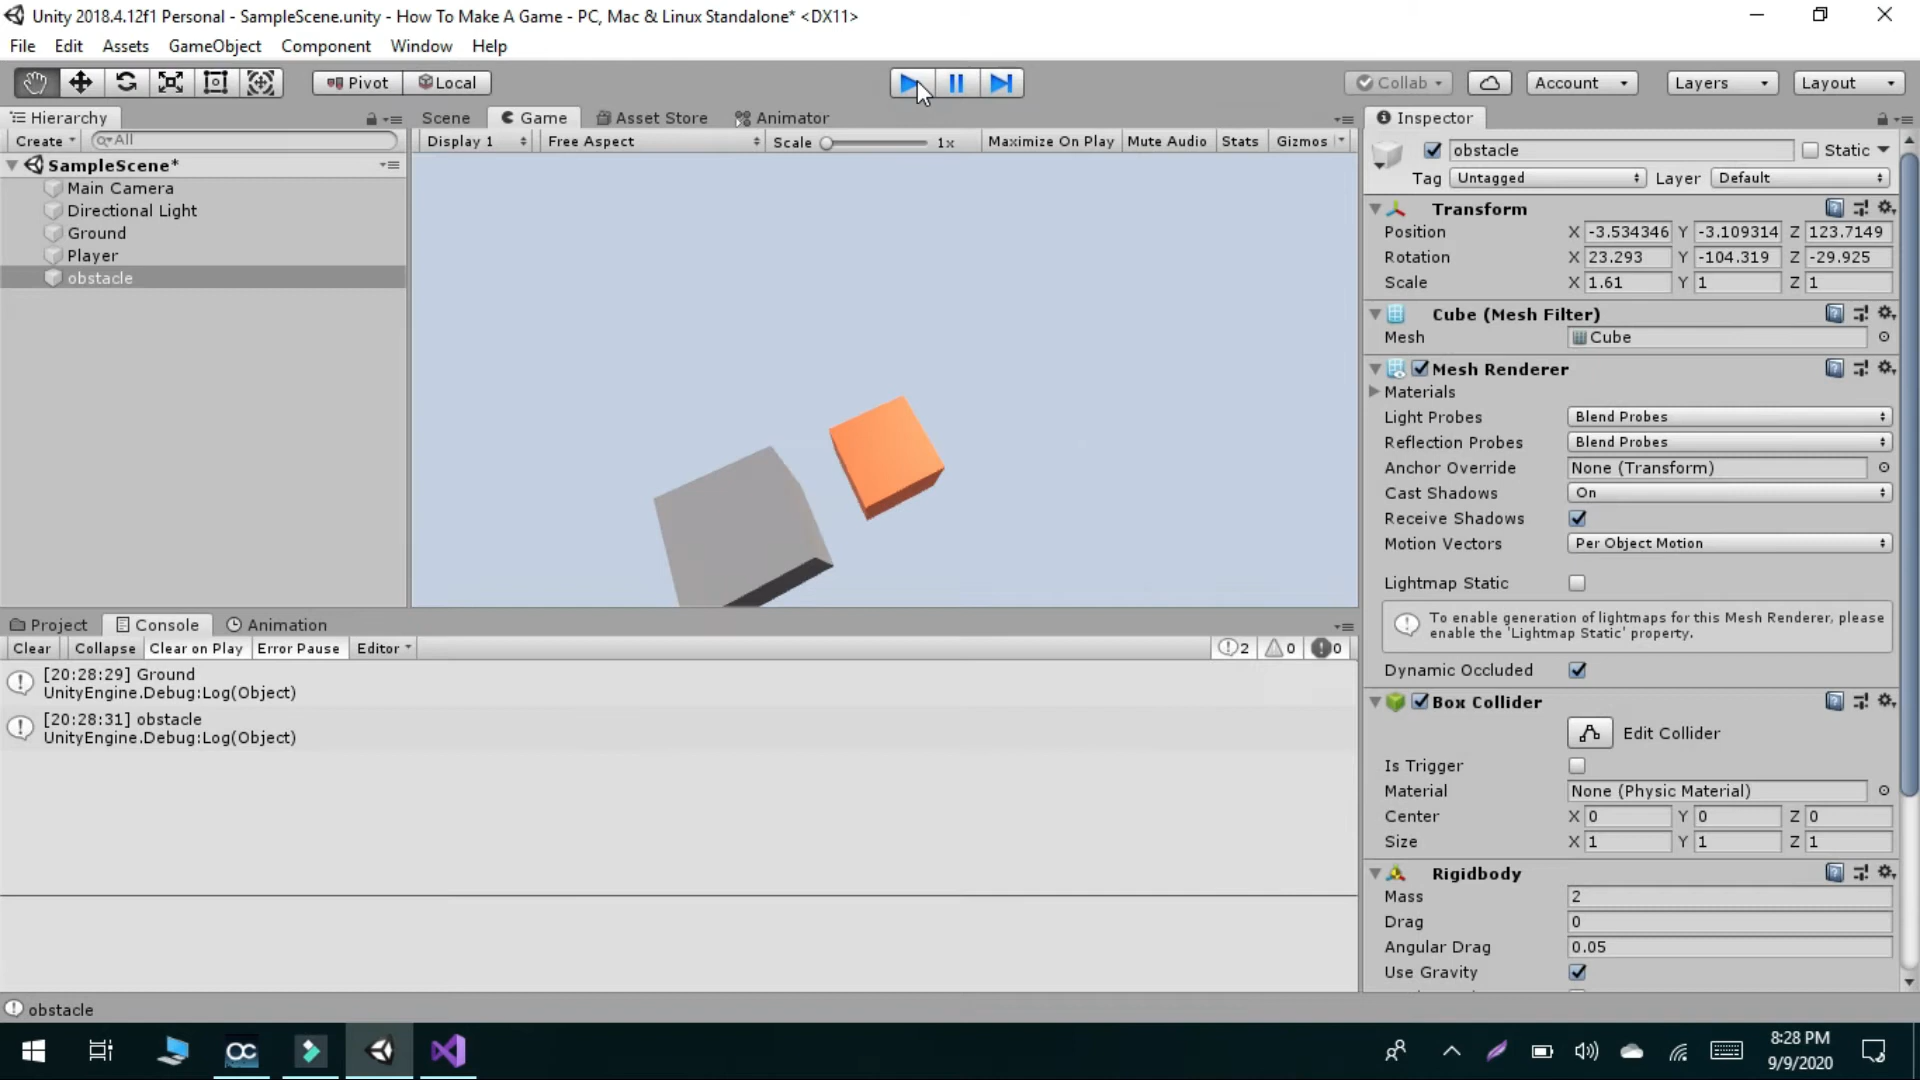 Unity 2018.4.12f1 Personal - SampleScene.unity - How To Make A Game - PC, Mac & Linux Standalone* <DX11>
File Edit Assets GameObject Component Window Help
Pivot Local Collab Account Layers Layout
Hierarchy
Create All
SampleScene*
Main Camera
Directional Light
Ground
Player
obstacle
Scene Game Asset Store Animator
Display 1 Free Aspect Scale 1x Maximize On Play Mute Audio Stats Gizmos
Inspector
obstacle Static
Tag Untagged Layer Default
Transform
Position X -3.534346 Y -3.109314 Z 123.7149
Rotation X 23.293 Y -104.319 Z -29.925
Scale X 1.61 Y 1 Z 1
Cube (Mesh Filter)
Mesh Cube
Mesh Renderer
Materials
Light Probes Blend Probes
Reflection Probes Blend Probes
Anchor Override None (Transform)
Cast Shadows On
Receive Shadows
Motion Vectors Per Object Motion
Lightmap Static
To enable generation of lightmaps for this Mesh Renderer, please
enable the 'Lightmap Static' property.
Dynamic Occluded
Box Collider
Edit Collider
Is Trigger
Material None (Physic Material)
Center X 0 Y 0 Z 0
Size X 1 Y 1 Z 1
Rigidbody
Mass 2
Drag 0
Angular Drag 0.05
Use Gravity
Project Console Animation
Clear Collapse Clear on Play Error Pause Editor 2 0 0
[20:28:29] Ground
UnityEngine.Debug:Log(Object)
[20:28:31] obstacle
UnityEngine.Debug:Log(Object)
obstacle
8:28 PM
9/9/2020